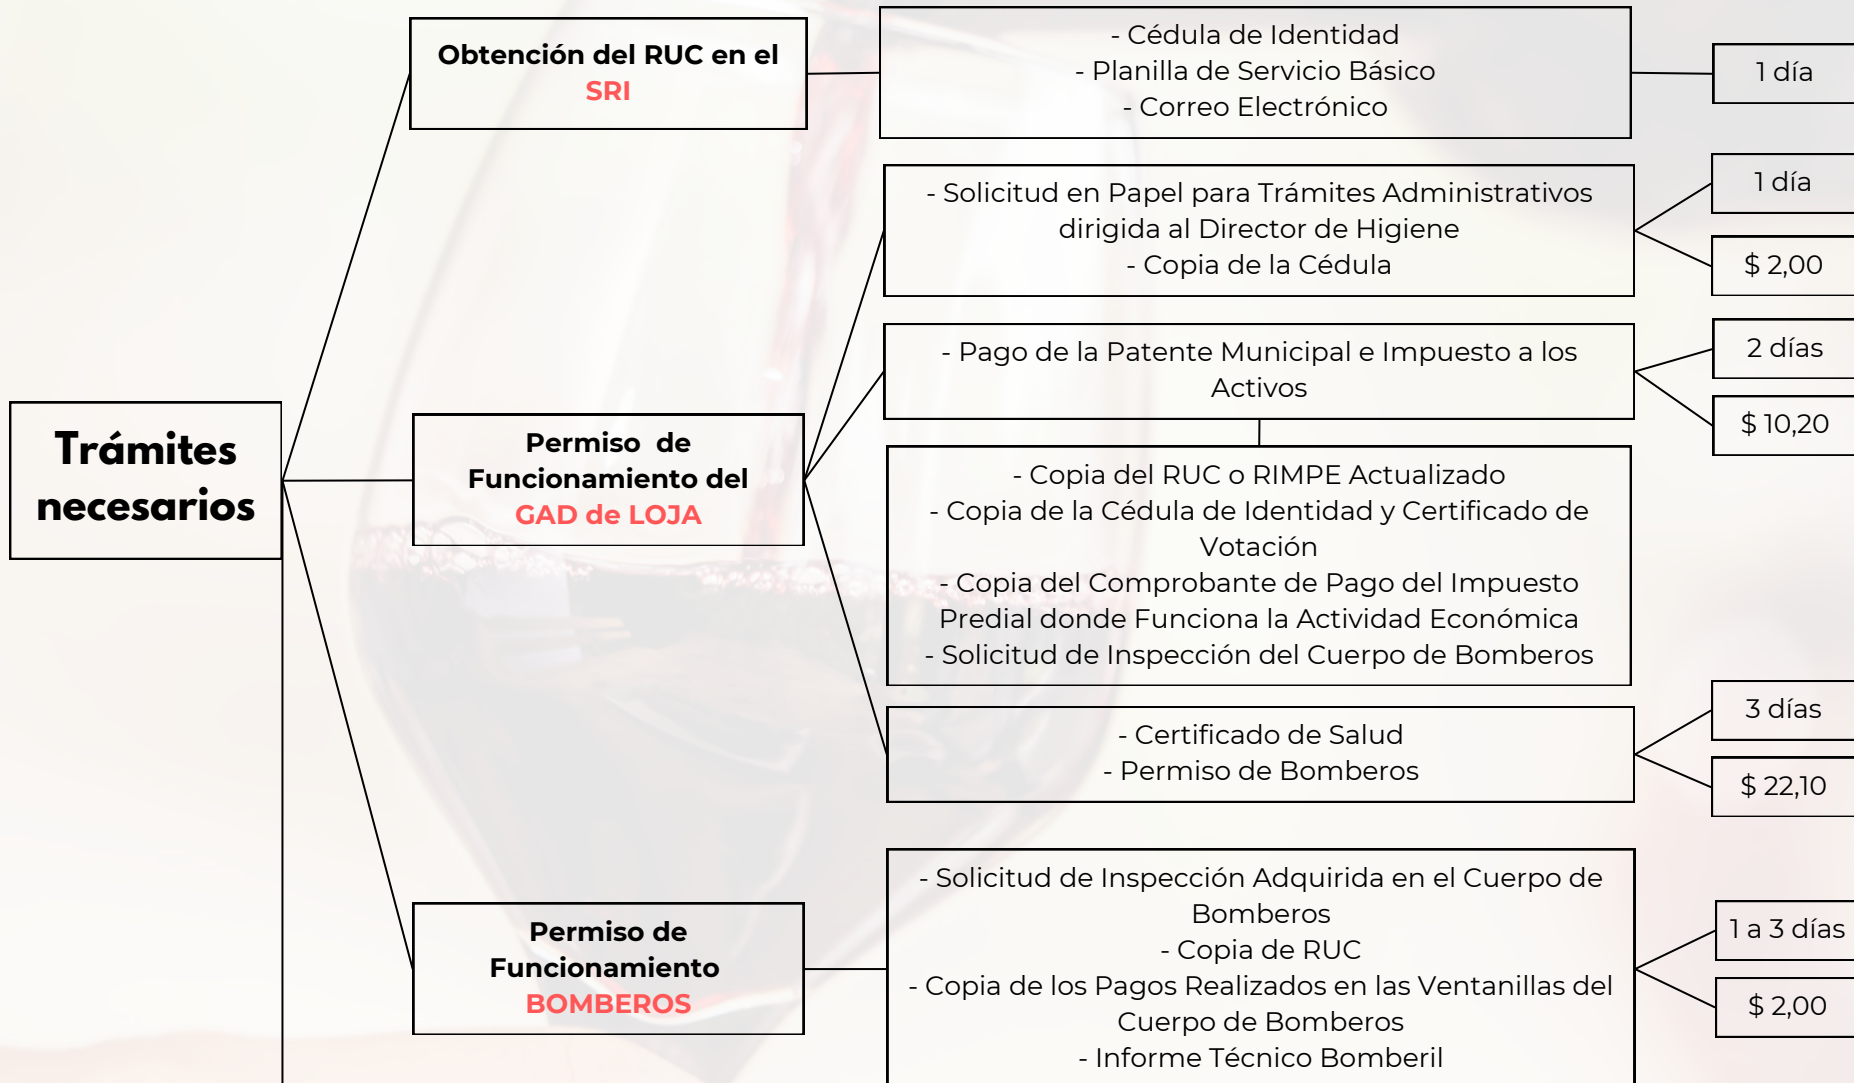 Trámites
necesarios
Obtención del RUC en el
SRI
- Cédula de Identidad
- Planilla de Servicio Básico
- Correo Electrónico
1 día
Permiso de
Funcionamiento del
GAD de LOJA
- Solicitud en Papel para Trámites Administrativos
dirigida al Director de Higiene
- Copia de la Cédula
1 día
$ 2,00
- Pago de la Patente Municipal e Impuesto a los
Activos
2 días
$ 10,20
- Copia del RUC o RIMPE Actualizado
- Copia de la Cédula de Identidad y Certificado de
Votación
- Copia del Comprobante de Pago del Impuesto
Predial donde Funciona la Actividad Económica
- Solicitud de Inspección del Cuerpo de Bomberos
- Certificado de Salud
- Permiso de Bomberos
3 días
$ 22,10
Permiso de
Funcionamiento
BOMBEROS
- Solicitud de Inspección Adquirida en el Cuerpo de
Bomberos
- Copia de RUC
- Copia de los Pagos Realizados en las Ventanillas del
Cuerpo de Bomberos
- Informe Técnico Bomberil
1 a 3 días
$ 2,00